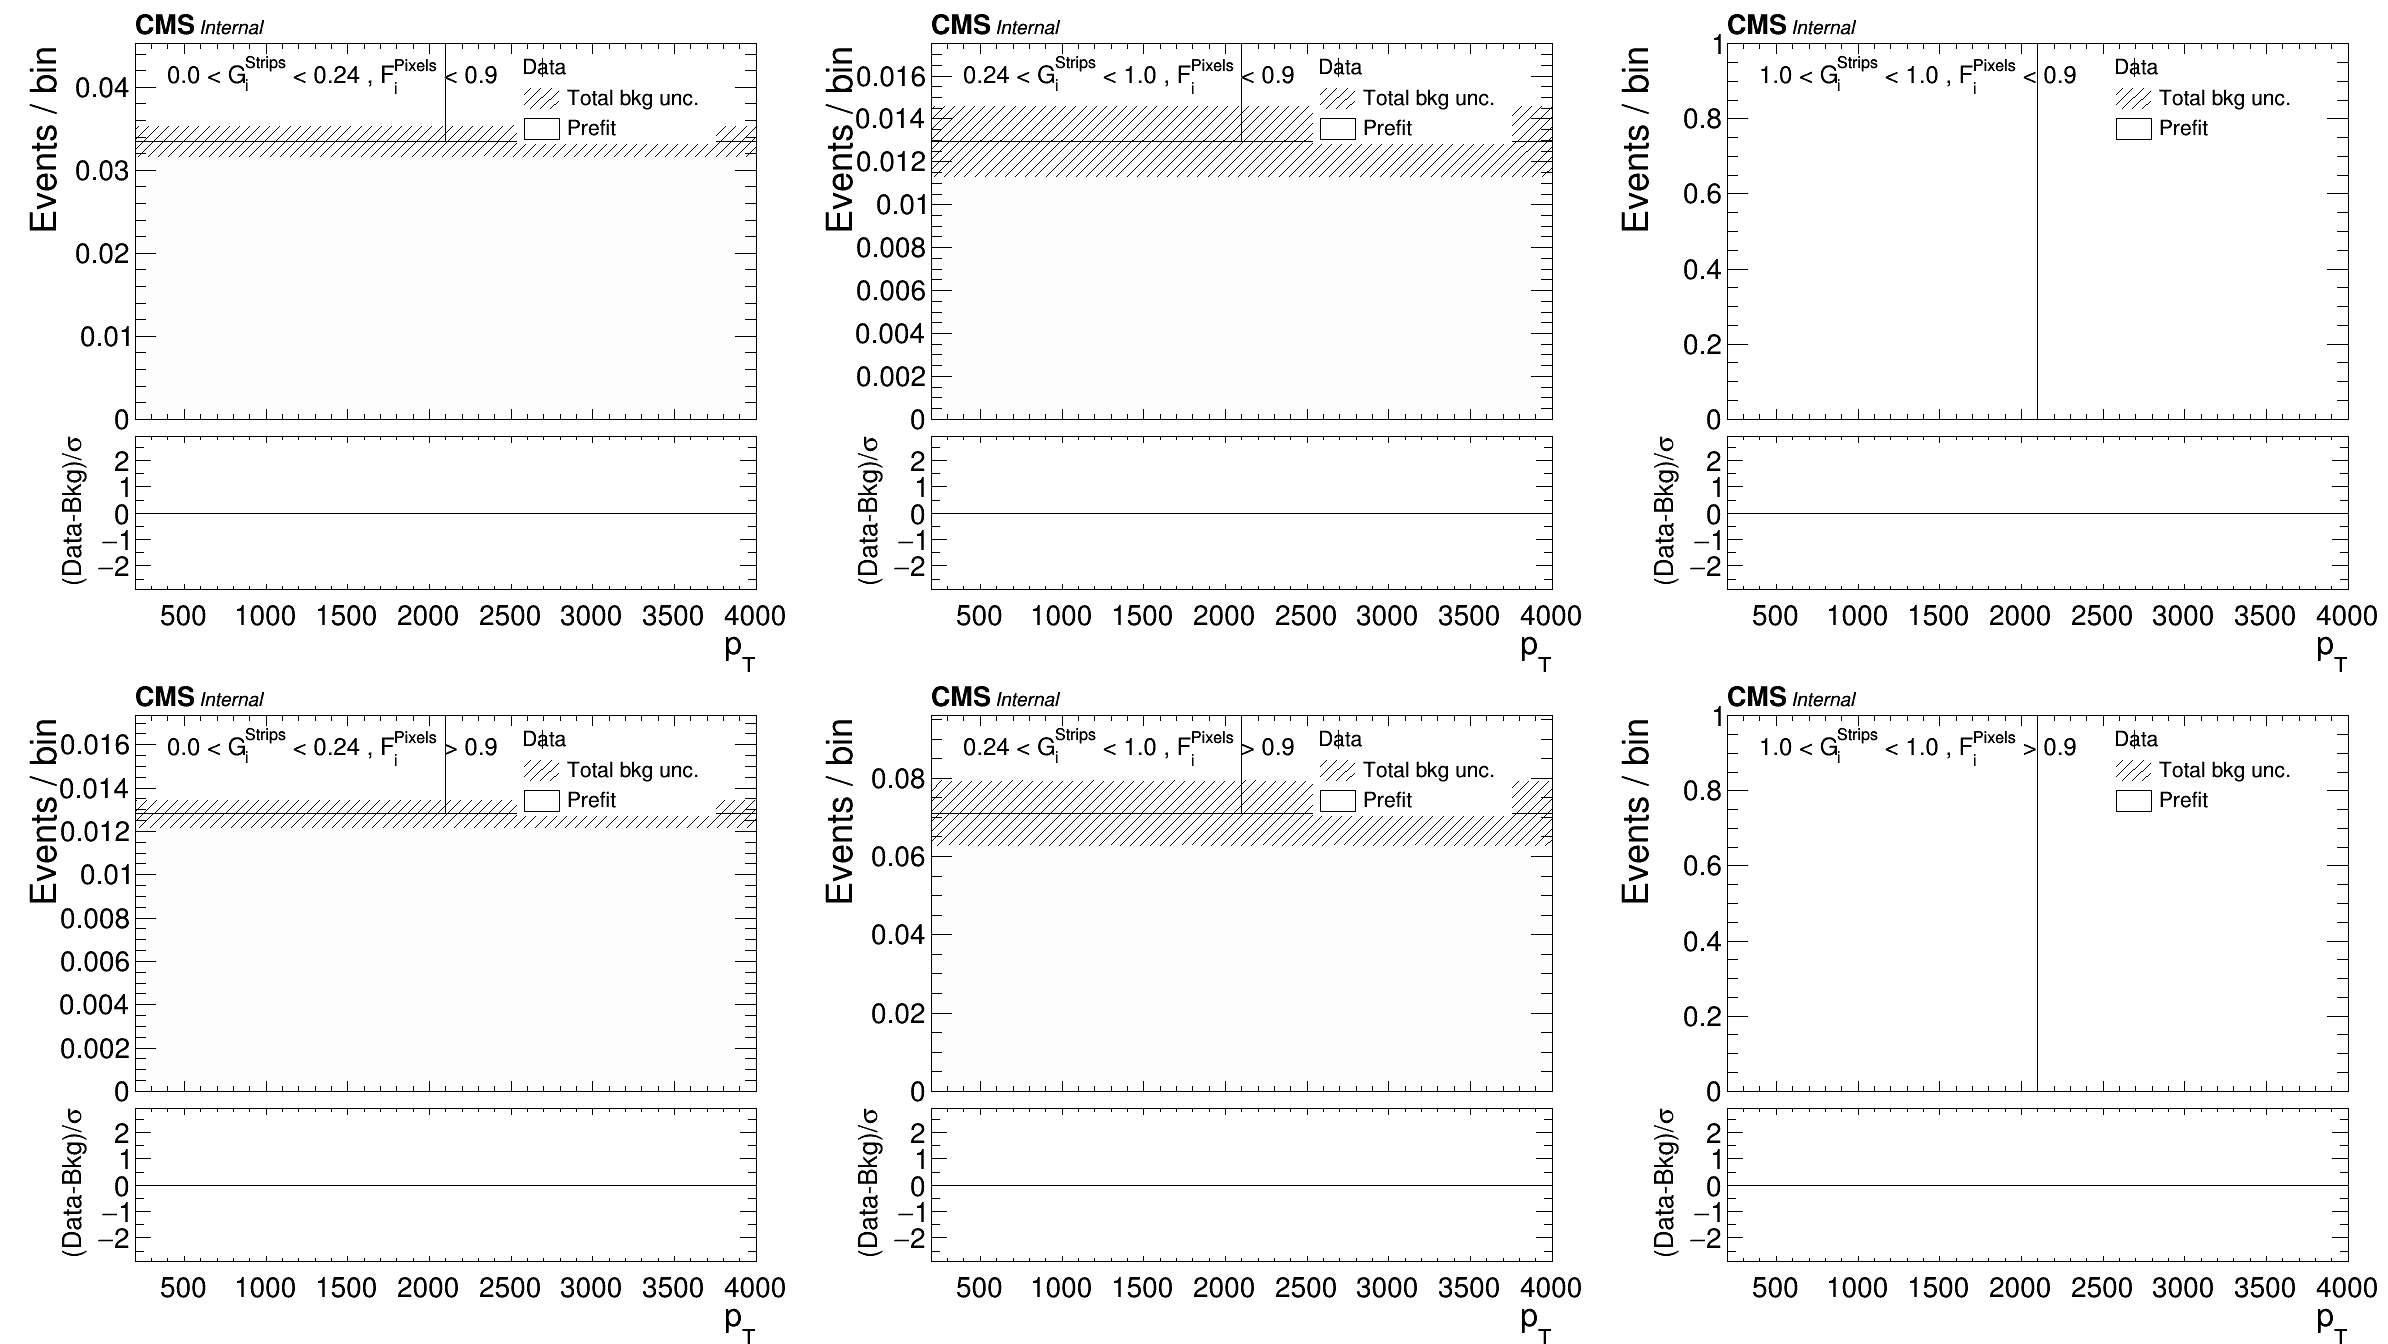 CMS Internal
0.0 < G_i^Strips < 0.24 , F_i^Pixels < 0.9
Data
Total bkg unc.
Prefit
Events / bin
0.04
0.03
0.02
0.01
0
(Data-Bkg)/σ
2
1
0
−1
−2
500 1000 1500 2000 2500 3000 3500 4000
p_T
CMS Internal
0.24 < G_i^Strips < 1.0 , F_i^Pixels < 0.9
Data
Total bkg unc.
Prefit
Events / bin
0.016
0.014
0.012
0.01
0.008
0.006
0.004
0.002
0
(Data-Bkg)/σ
2
1
0
−1
−2
500 1000 1500 2000 2500 3000 3500 4000
p_T
CMS Internal
1.0 < G_i^Strips < 1.0 , F_i^Pixels < 0.9
Data
Total bkg unc.
Prefit
Events / bin
1
0.8
0.6
0.4
0.2
0
(Data-Bkg)/σ
2
1
0
−1
−2
500 1000 1500 2000 2500 3000 3500 4000
p_T
CMS Internal
0.0 < G_i^Strips < 0.24 , F_i^Pixels > 0.9
Data
Total bkg unc.
Prefit
Events / bin
0.016
0.014
0.012
0.01
0.008
0.006
0.004
0.002
0
(Data-Bkg)/σ
2
1
0
−1
−2
500 1000 1500 2000 2500 3000 3500 4000
p_T
CMS Internal
0.24 < G_i^Strips < 1.0 , F_i^Pixels > 0.9
Data
Total bkg unc.
Prefit
Events / bin
0.08
0.06
0.04
0.02
0
(Data-Bkg)/σ
2
1
0
−1
−2
500 1000 1500 2000 2500 3000 3500 4000
p_T
CMS Internal
1.0 < G_i^Strips < 1.0 , F_i^Pixels > 0.9
Data
Total bkg unc.
Prefit
Events / bin
1
0.8
0.6
0.4
0.2
0
(Data-Bkg)/σ
2
1
0
−1
−2
500 1000 1500 2000 2500 3000 3500 4000
p_T